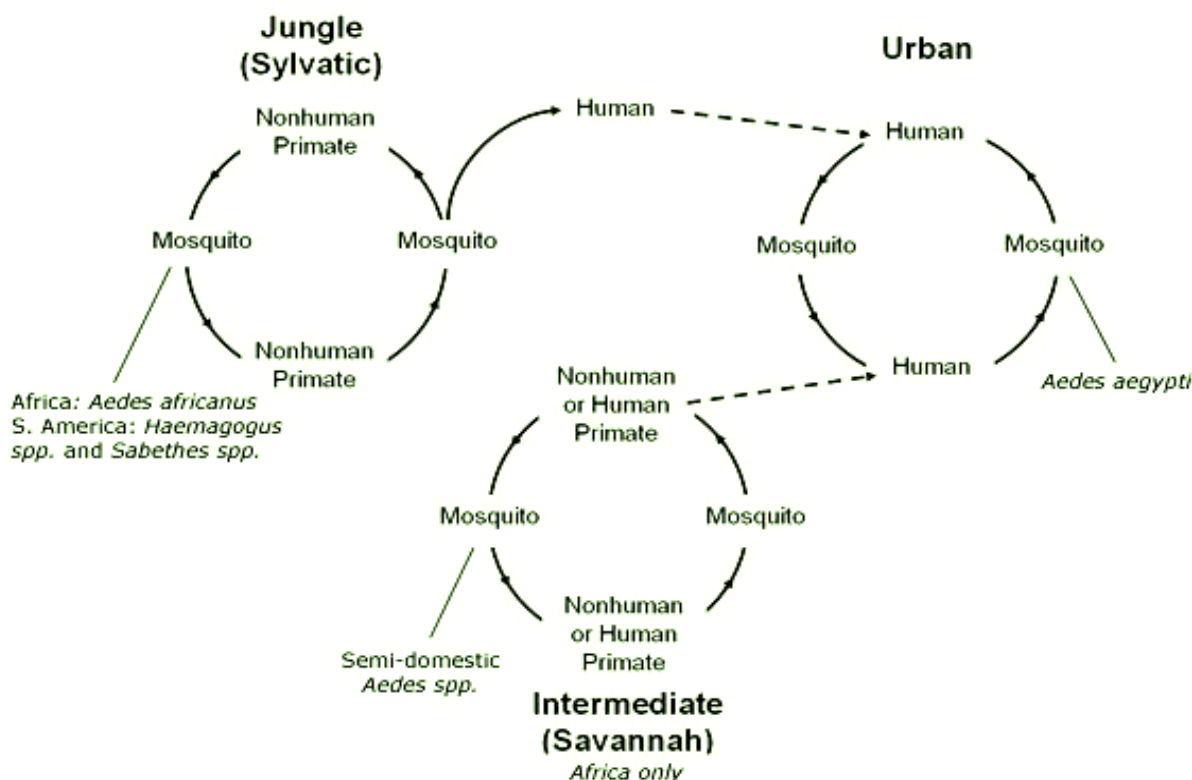 Jungle
(Sylvatic)
Nonhuman
Primate
Mosquito
Mosquito
Nonhuman
Primate
Africa: Aedes africanus
S. America: Haemagogus
spp. and Sabethes spp.
Human
Urban
Human
Mosquito
Mosquito
Human
Aedes aegypti
Nonhuman
or Human
Primate
Mosquito
Mosquito
Nonhuman
or Human
Primate
Semi-domestic
Aedes spp.
Intermediate
(Savannah)
Africa only